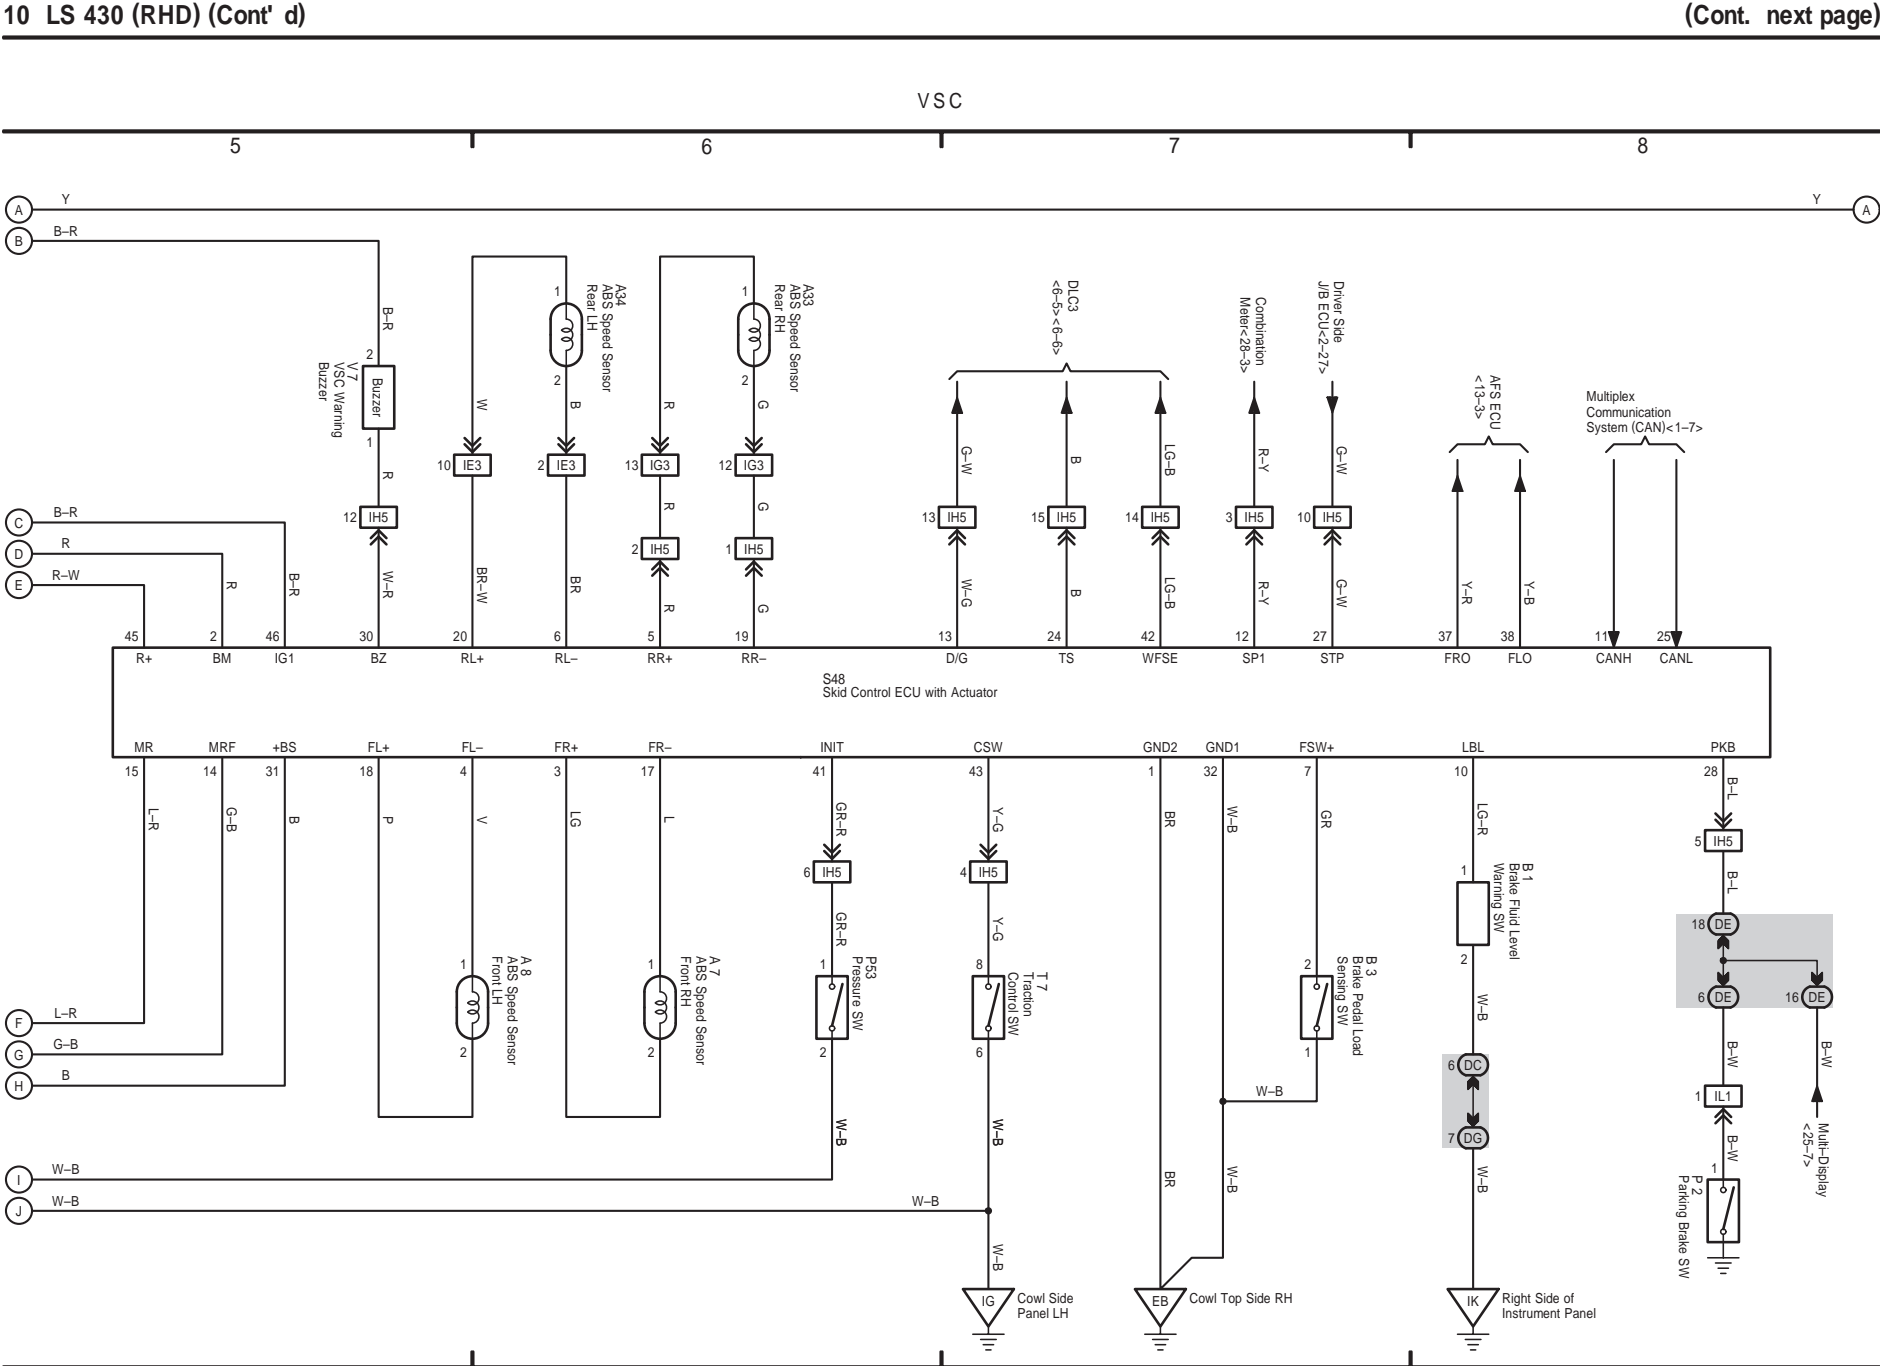 10 LS 430 (RHD) (Cont' d)
(Cont. next page)
VSC
5 6 7 8
A Y Y A
B B–R
B–R
2
Buzzer
V 7
VSC Warning
Buzzer
1
R
12 IH5
W–R
1
A34
ABS Speed Sensor
Rear LH
2
W B
10 IE3 2 IE3
BR–W BR
1
A33
ABS Speed Sensor
Rear RH
2
R G
13 IG3 12 IG3
R G
2 IH5 1 IH5
R G
DLC3
<6–5><6–6>
G–W B LG–B
13 IH5 15 IH5 14 IH5
W–G B LG–B
Combination
Meter<28–3>
R–Y
3 IH5
R–Y
Driver Side
J/B ECU<2–27>
G–W
10 IH5
G–W
AFS ECU
<13–3>
Y–R Y–B
Multiplex
Communication
System (CAN)<1–7>
C B–R
D R
E R–W
R B–R
45 2 46 30 20 6 5 19 13 24 42 12 27 37 38 11 25
R+ BM IG1 BZ RL+ RL– RR+ RR– D/G TS WFSE SP1 STP FRO FLO CANH CANL
S48
Skid Control ECU with Actuator
MR MRF +BS FL+ FL– FR+ FR– INIT CSW GND2 GND1 FSW+ LBL PKB
15 14 31 18 4 3 17 41 43 1 32 7 10 28
L–R G–B B P V LG L GR–R Y–G BR W–B GR LG–R B–L
6 IH5 4 IH5 5 IH5
GR–R Y–G B–L
1
A 8
ABS Speed Sensor
Front LH
2
1
A 7
ABS Speed Sensor
Front RH
2
1
P53
Pressure SW
2
8
T 7
Traction
Control SW
6
2
B 3
Brake Pedal Load
Sensing SW
1
1
B 1
Brake Fluid Level
Warning SW
2
W–B
6 DC
7 DG
W–B
18 DE
6 DE 16 DE
B–W B–W
1 IL1
B–W
Multi–Display
<25–7>
1
P 2
Parking Brake SW
F L–R
G G–B
H B
W–B
W–B W–B BR W–B
I W–B
J W–B W–B
W–B
IG Cowl Side
Panel LH
EB Cowl Top Side RH
IK Right Side of
Instrument Panel